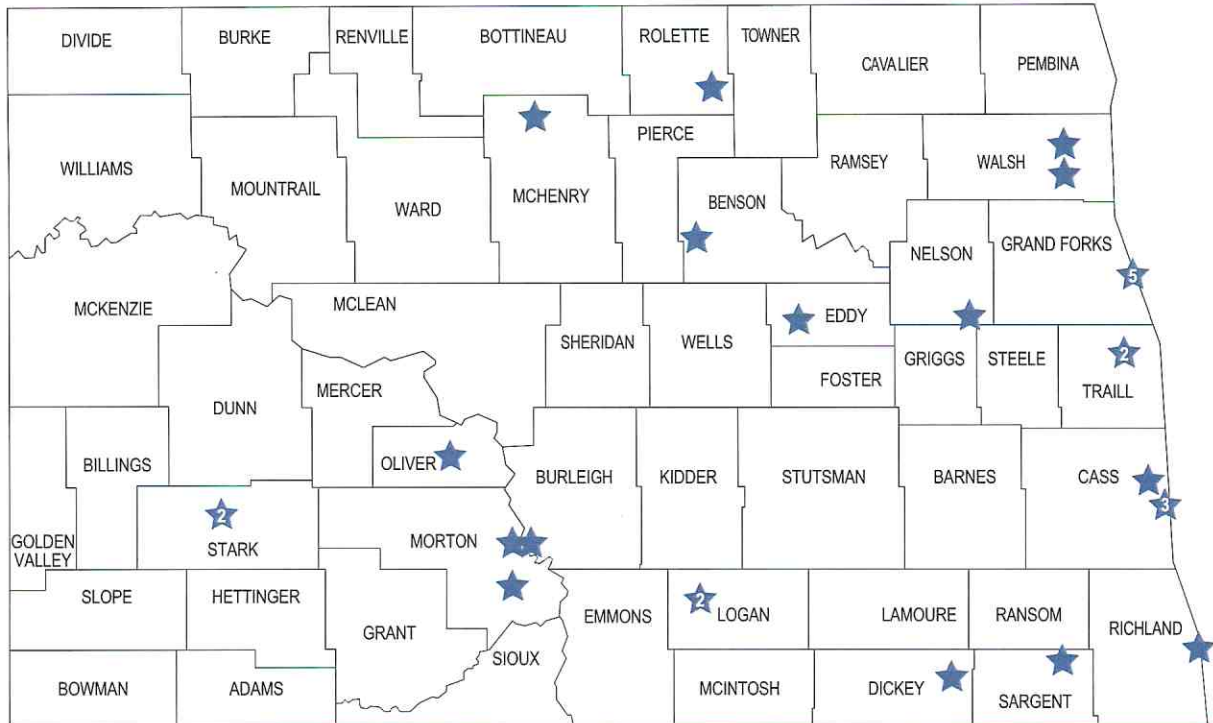 DIVIDE
BURKE
RENVILLE
BOTTINEAU
ROLETTE
TOWNER
CAVALIER
PEMBINA
WILLIAMS
MOUNTRAIL
WARD
MCHENRY
PIERCE
BENSON
RAMSEY
WALSH
NELSON
GRAND FORKS
5
MCKENZIE
MCLEAN
SHERIDAN
WELLS
EDDY
FOSTER
GRIGGS
STEELE
2
TRAILL
DUNN
MERCER
OLIVER
BILLINGS
GOLDEN
VALLEY
2
STARK
MORTON
BURLEIGH
KIDDER
STUTSMAN
BARNES
CASS
3
SLOPE
HETTINGER
GRANT
SIOUX
EMMONS
2
LOGAN
LAMOURE
RANSOM
RICHLAND
BOWMAN
ADAMS
MCINTOSH
DICKEY
SARGENT